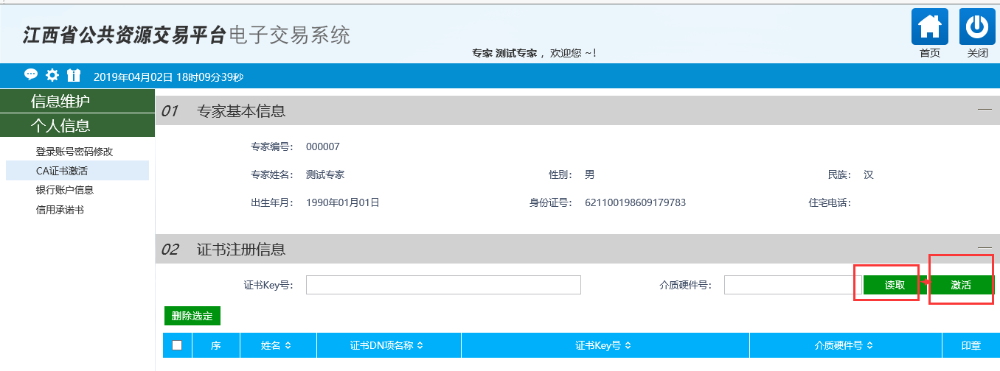 江西省公共资源交易平台电子交易系统
专家 测试专家 ，欢迎您 ~！
首页
关闭
2019年04月02日 18时09分39秒
信息维护
个人信息
登录账号密码修改
CA证书激活
银行账户信息
信用承诺书
01 专家基本信息
专家编号： 000007
专家姓名： 测试专家 性别： 男 民族： 汉
出生年月： 1990年01月01日 身份证号： 621100198609179783 住宅电话：
02 证书注册信息
证书Key号： 介质硬件号： 读取 激活
删除选定
序 姓名 证书DN项名称 证书Key号 介质硬件号 印章